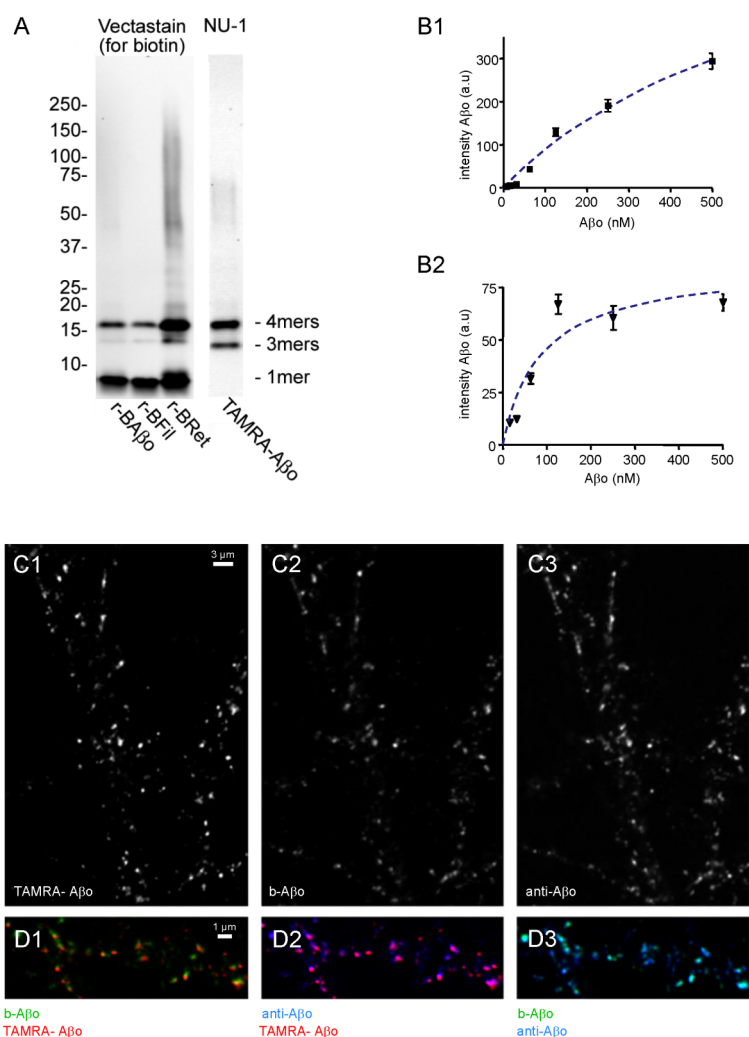 A
Vectastain
(for biotin)
NU-1
250-
150-
100-
75-
50-
37-
25-
20-
15-
10-
- 4mers
- 3mers
- 1mer
r-BAβo
r-BFil
r-BRet
TAMRA-Aβo
B1
intensity Aβo (a.u)
300
200
100
0
0 100 200 300 400 500
Aβo (nM)
B2
intensity Aβo (a.u)
75
50
25
0
0 100 200 300 400 500
Aβo (nM)
C1
3 µm
TAMRA- Aβo
C2
b-Aβo
C3
anti-Aβo
D1
1 µm
D2
D3
b-Aβo
TAMRA- Aβo
anti-Aβo
TAMRA- Aβo
b-Aβo
anti-Aβo